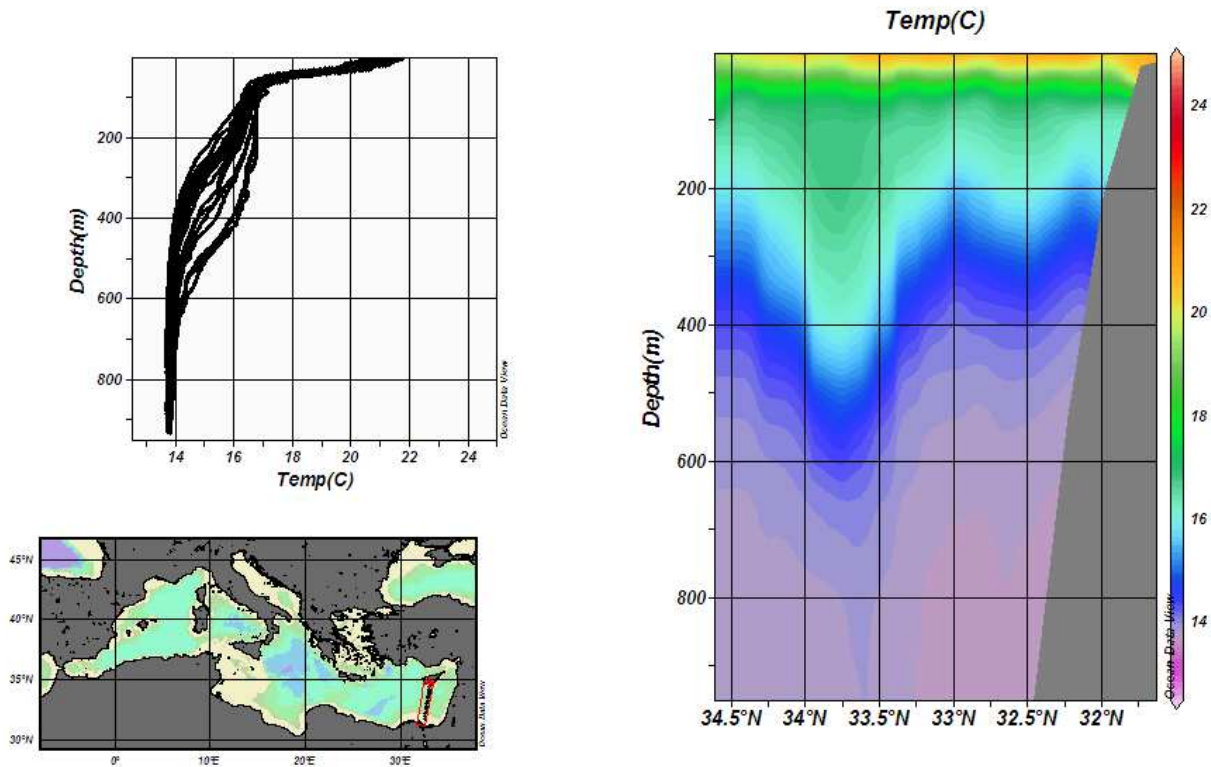 Temp(C)
200
400
600
800
Depth(m)
14 16 18 20 22 24
Temp(C)
Ocean Data View
45°N
40°N
35°N
30°N
0° 10°E 20°E 30°E
Ocean Data View
200
400
600
800
Depth(m)
34.5°N 34°N 33.5°N 33°N 32.5°N 32°N
24
22
20
18
16
14
Ocean Data View